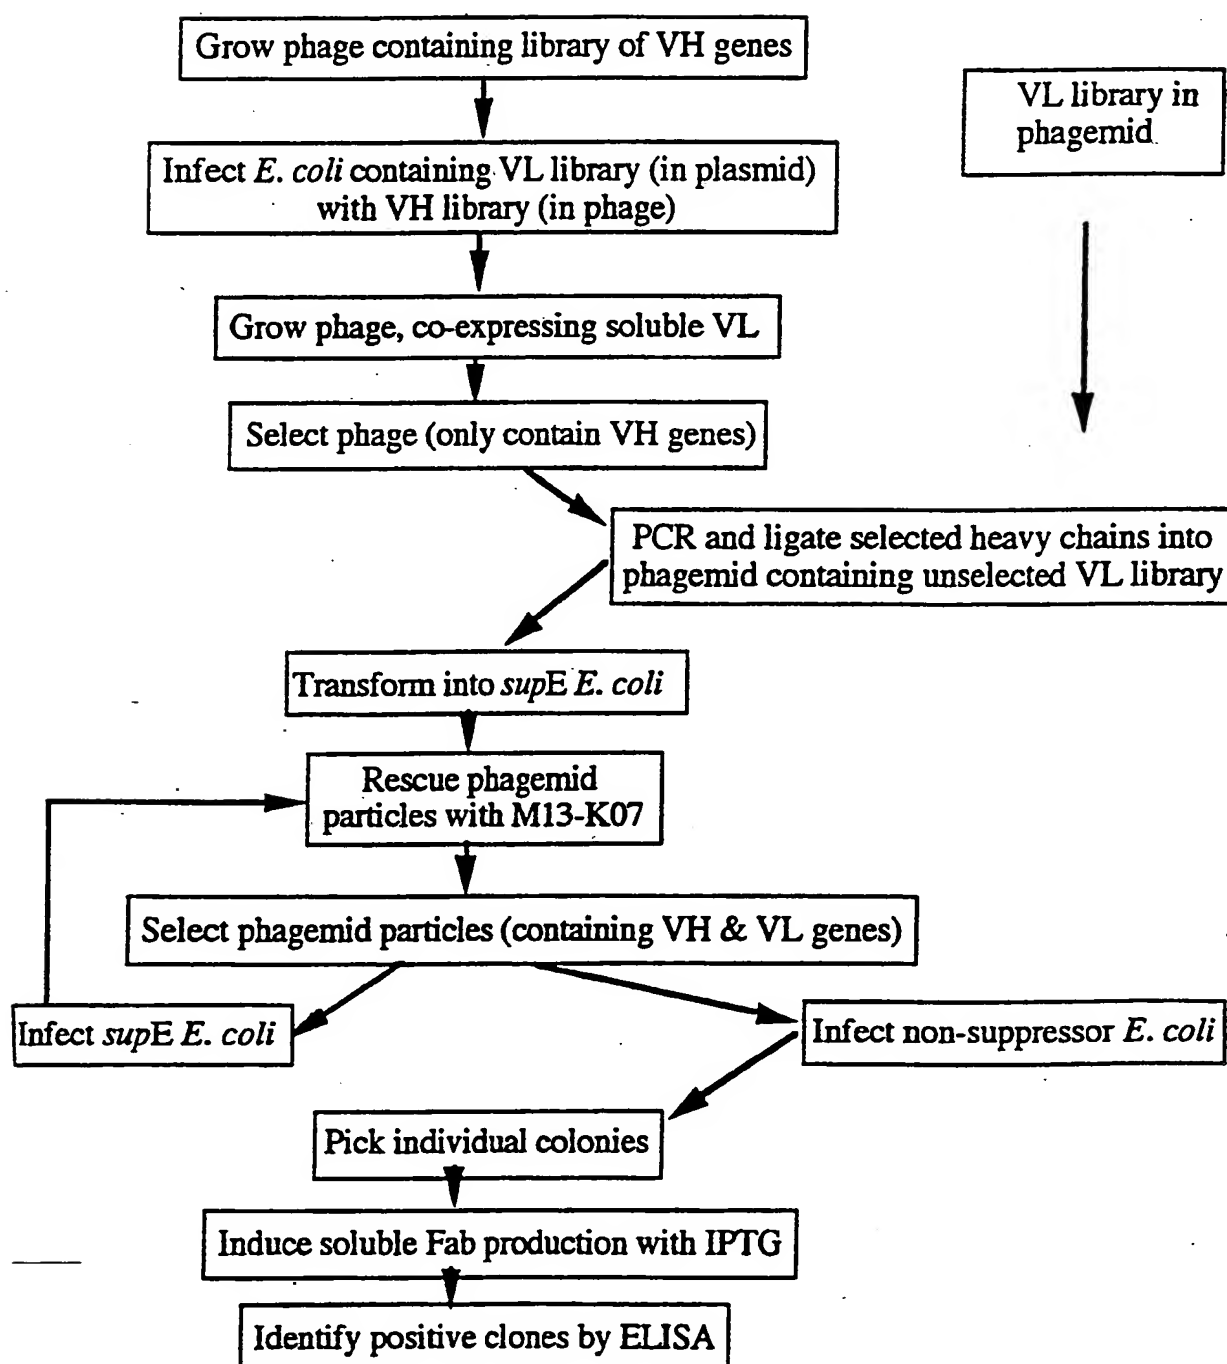 Grow phage containing library of VH genes
VL library in
phagemid
Infect E. coli containing VL library (in plasmid)
with VH library (in phage)
Grow phage, co-expressing soluble VL
Select phage (only contain VH genes)
PCR and ligate selected heavy chains into
phagemid containing unselected VL library
Transform into supE E. coli
Rescue phagemid
particles with M13-K07
Select phagemid particles (containing VH & VL genes)
Infect supE E. coli
Infect non-suppressor E. coli
Pick individual colonies
Induce soluble Fab production with IPTG
Identify positive clones by ELISA